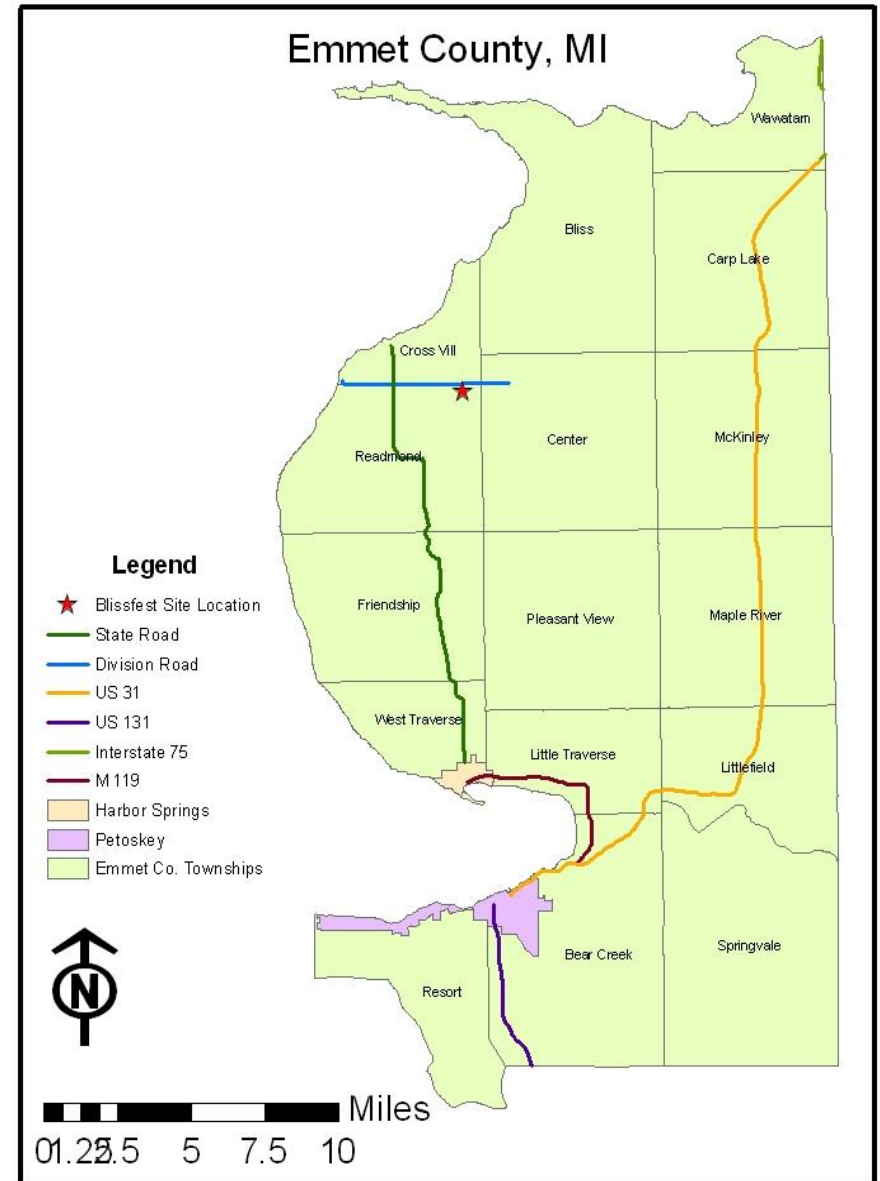 Emmet County, MI
Wawatam
Bliss
Carp Lake
Cross Vill
Center
McKinley
Readmond
Legend
Blissfest Site Location
State Road
Division Road
US 31
US 131
Interstate 75
M 119
Harbor Springs
Petoskey
Emmet Co. Townships
Friendship
Pleasant View
Maple River
West Traverse
Little Traverse
Littlefield
Bear Creek
Springvale
Resort
N
Miles
0 1.25 2.5 5 7.5 10